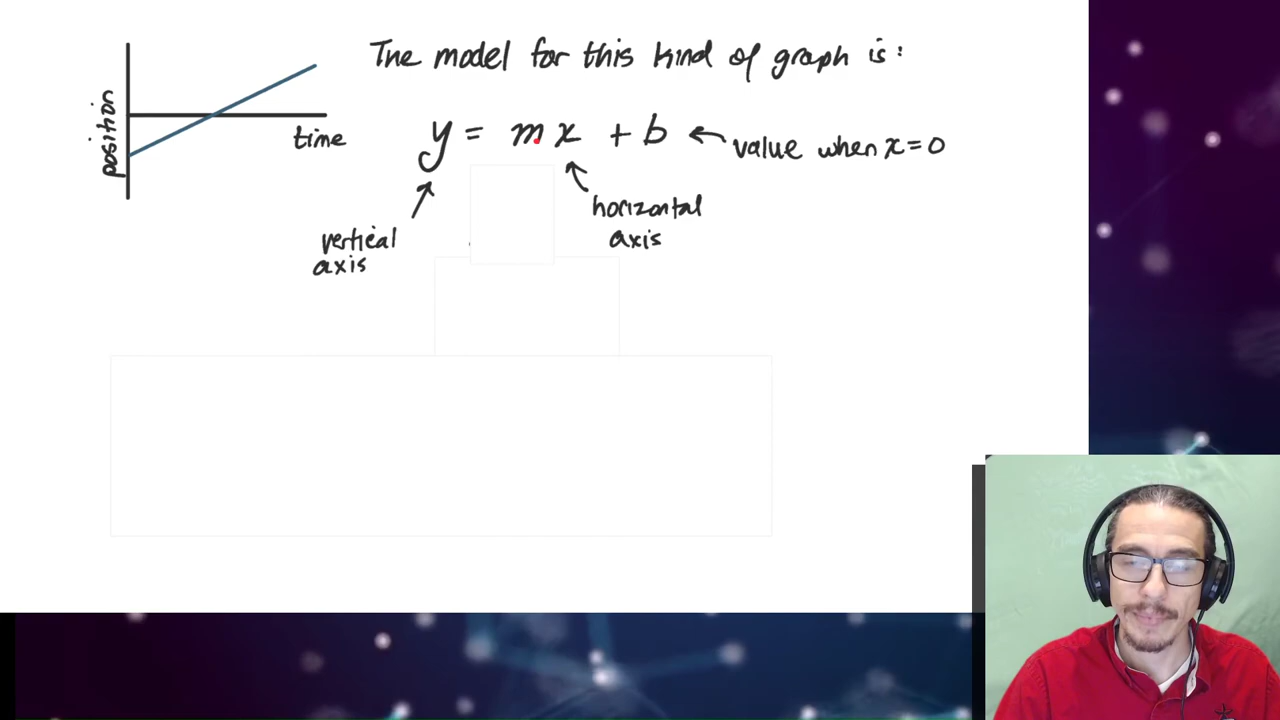 The model for this kind of graph is:
position
time
y = mx + b
value when x=0
horizontal
axis
vertical
axis